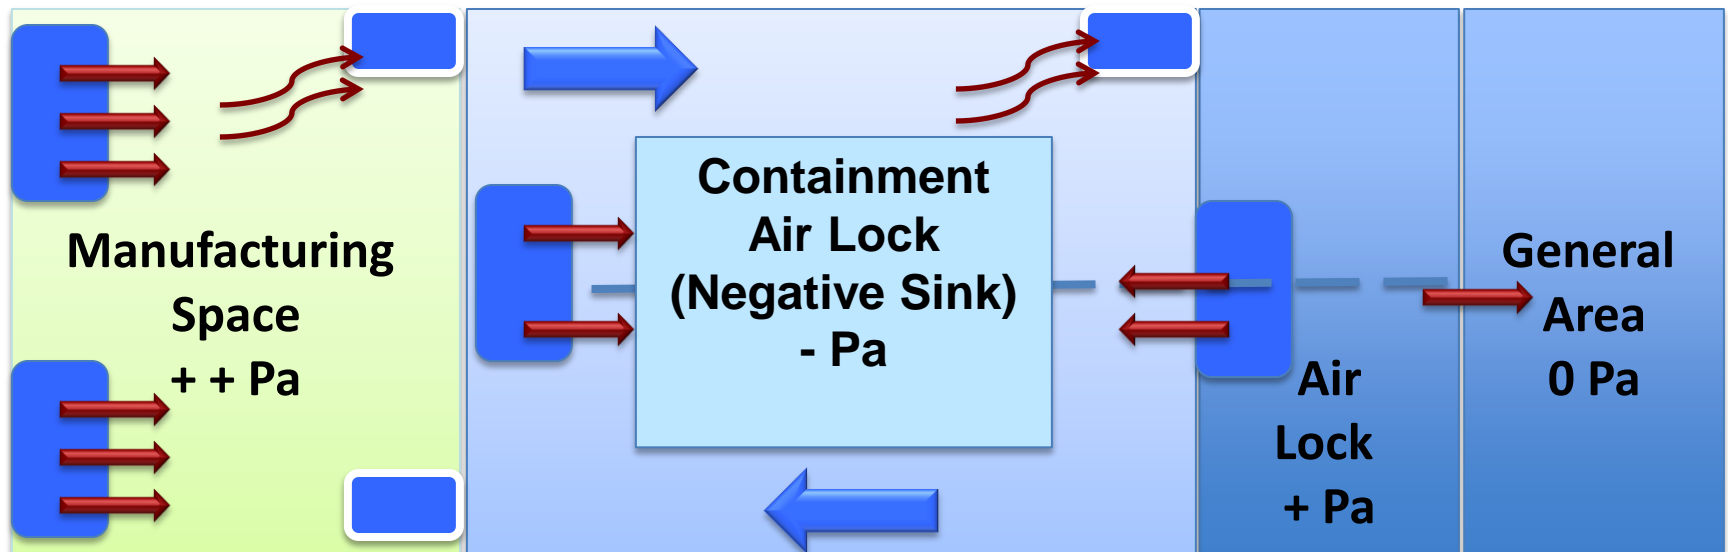 Manufacturing
Space
+ + Pa
Containment
Air Lock
(Negative Sink)
- Pa
Air
Lock
+ Pa
General
Area
0 Pa